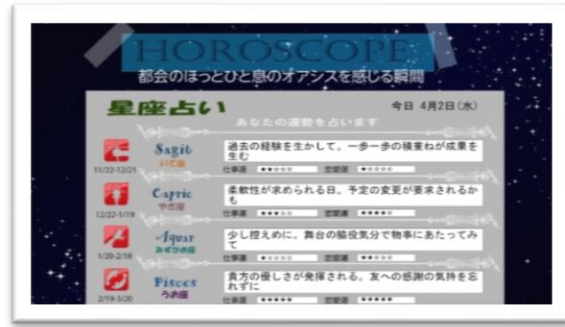 HOROSCOPE
都会のほっとひと息のオアシスを感じる瞬間
星座占い
今日 4月2日(水)
あなたの運勢を占います
Sagit
いて座
11/22-12/21
過去の経験を生かして。一歩一歩の積重ねが成果を
生む
仕事運 ★★☆☆☆ 恋愛運 ★☆☆☆☆
Capric
やぎ座
12/22-1/19
柔軟性が求められる日。予定の変更が要求されるか
も
仕事運 ★★★☆☆ 恋愛運 ★★★★☆
Aquar
みずがめ座
1/20-2/18
少し控えめに。舞台の脇役気分で物事にあたってみ
て
仕事運 ★☆☆☆☆ 恋愛運 ★★☆☆☆
Pisces
うお座
2/19-3/20
貴方の優しさが発揮される。友への感謝の気持を忘
れずに
仕事運 ★★★★★ 恋愛運 ★★★★★